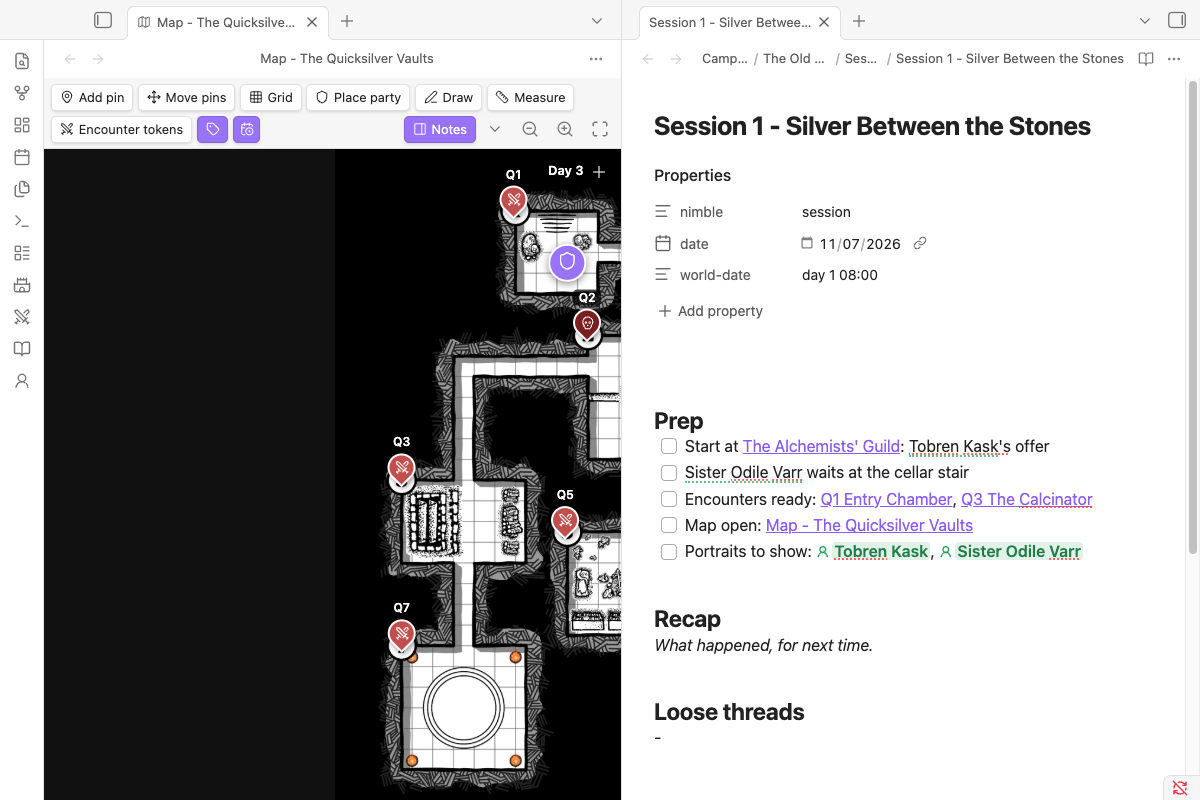 Map - The Quicksilve...
Session 1 - Silver Betwee...
Map - The Quicksilver Vaults
Camp... / The Old ... / Ses... / Session 1 - Silver Between the Stones
Add pin
Move pins
Grid
Place party
Draw
Measure
Encounter tokens
Notes
Day 3
Q1
Q2
Q3
Q5
Q7
Session 1 - Silver Between the Stones
Properties
nimble session
date 11/07/2026
world-date day 1 08:00
Add property
Prep
Start at The Alchemists' Guild: Tobren Kask's offer
Sister Odile Varr waits at the cellar stair
Encounters ready: Q1 Entry Chamber, Q3 The Calcinator
Map open: Map - The Quicksilver Vaults
Portraits to show: Tobren Kask, Sister Odile Varr
Recap
What happened, for next time.
Loose threads
-